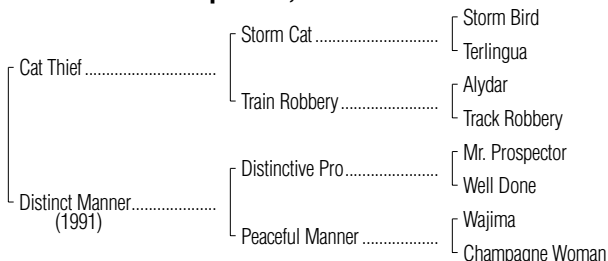 Storm Bird
Storm Cat ..............................
Terlingua
Cat Thief ................................
Alydar
Train Robbery ........................
Track Robbery
Mr. Prospector
Distinctive Pro.......................
Well Done
Distinct Manner.....................
(1991)
Wajima
Peaceful Manner ...................
Champagne Woman